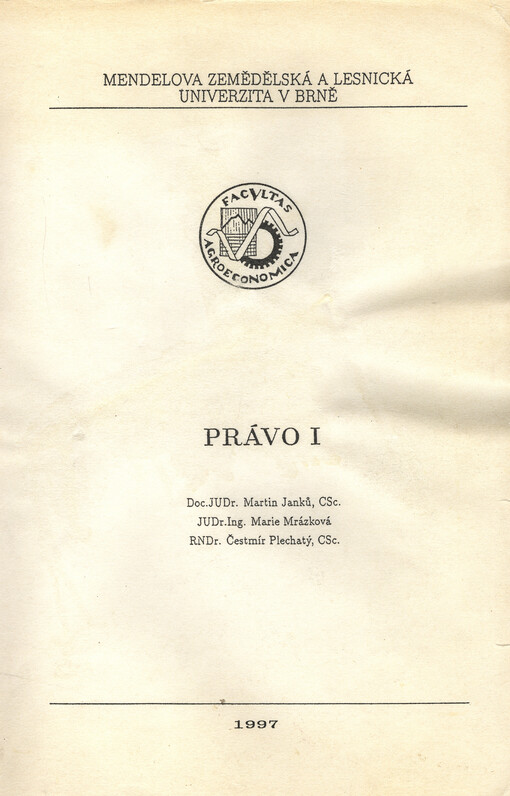 MENDELOVA ZEMĚDĚLSKÁ A LESNICKÁ
UNIVERZITA V BRNĚ
FACVLTAS
AGROECONOMICA
PRÁVO I
Doc.JUDr. Martin Janků, CSc.
JUDr.Ing. Marie Mrázková
RNDr. Čestmír Plechatý, CSc.
1997